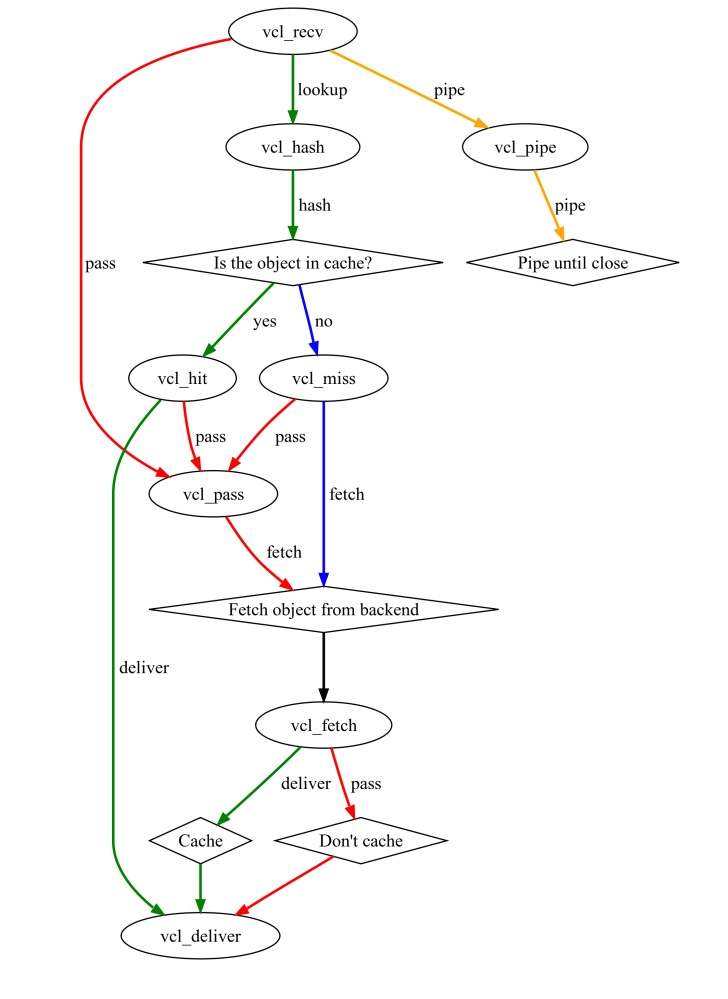 vcl_recv
lookup
pipe
vcl_hash
vcl_pipe
hash
pipe
pass
Is the object in cache?
Pipe until close
yes
no
vcl_hit
vcl_miss
pass
pass
vcl_pass
fetch
fetch
Fetch object from backend
deliver
vcl_fetch
deliver
pass
Cache
Don't cache
vcl_deliver